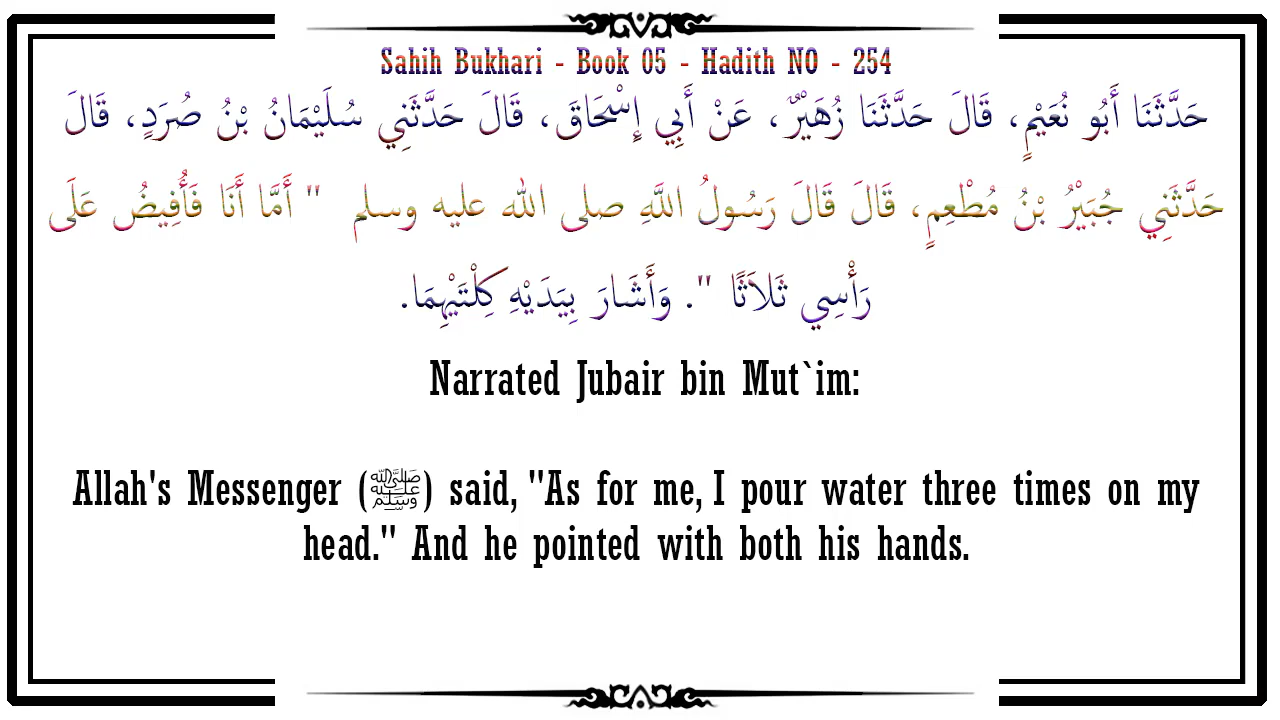 Sahih Bukhari - Book 05 - Hadith NO - 254
حَدَّثَنَا أَبُو نُعَيْمٍ، قَالَ حَدَّثَنَا زُهَيْرٌ، عَنْ أَبِي إِسْحَاقَ، قَالَ حَدَّثَنِي سُلَيْمَانُ بْنُ صُرَدٍ، قَالَ
حَدَّثَنِي جُبَيْرُ بْنُ مُطْعِمٍ، قَالَ قَالَ رَسُولُ اللَّهِ صلى الله عليه وسلم " أَمَّا أَنَا فَأُفِيضُ عَلَى
رَأْسِي ثَلاَثًا ". وَأَشَارَ بِيَدَيْهِ كِلْتَيْهِمَا.
Narrated Jubair bin Mut`im:
Allah's Messenger (ﷺ) said, "As for me, I pour water three times on my
head." And he pointed with both his hands.